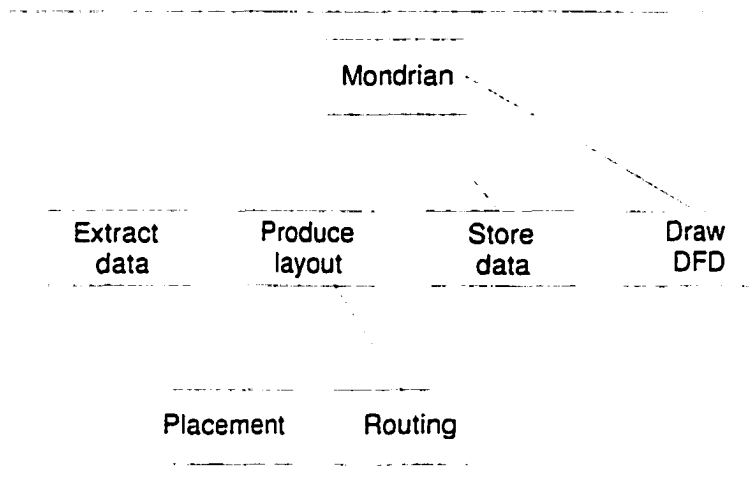 Mondrian
Extract
data
Produce
layout
Store
data
Draw
DFD
Placement
Routing